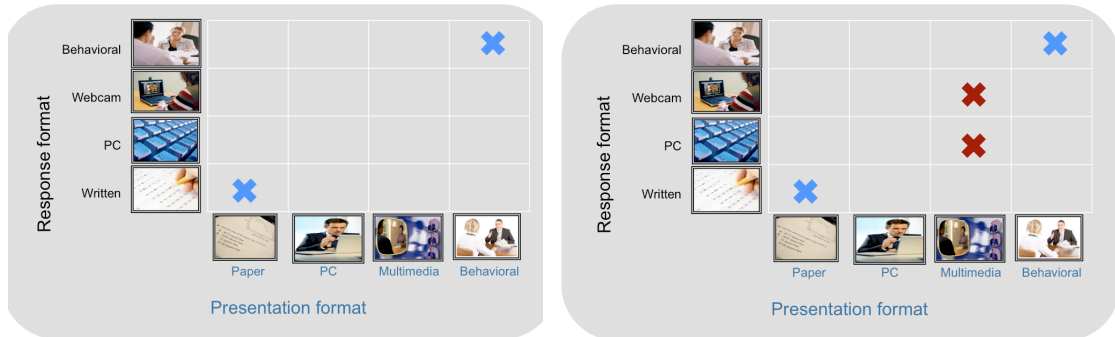 Behavioral
Webcam
PC
Written
Response format
Paper PC Multimedia Behavioral
Presentation format
Behavioral
Webcam
PC
Written
Response format
Paper PC Multimedia Behavioral
Presentation format